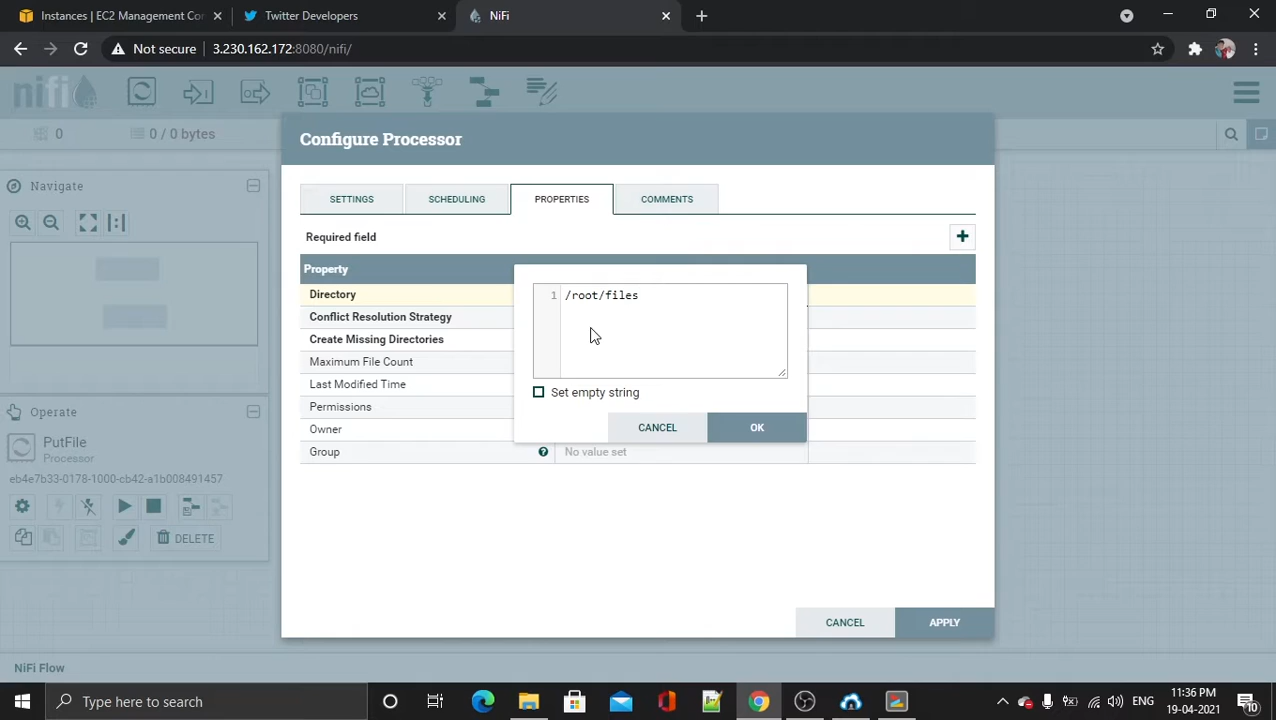 Instances | EC2 Management Con
Twitter Developers
NiFi
Not secure
3.230.162.172:8080/nifi/
nifi
0
0 / 0 bytes
Configure Processor
Navigate
SETTINGS
SCHEDULING
PROPERTIES
COMMENTS
Required field
Property
Directory
Conflict Resolution Strategy
Create Missing Directories
Maximum File Count
Last Modified Time
Permissions
Owner
Group
No value set
1 /root/files
Set empty string
CANCEL
OK
Operate
PutFile
Processor
eb4e7b33-0178-1000-cb42-a1b008491457
DELETE
CANCEL
APPLY
NiFi Flow
Type here to search
ENG
11:36 PM
19-04-2021
10